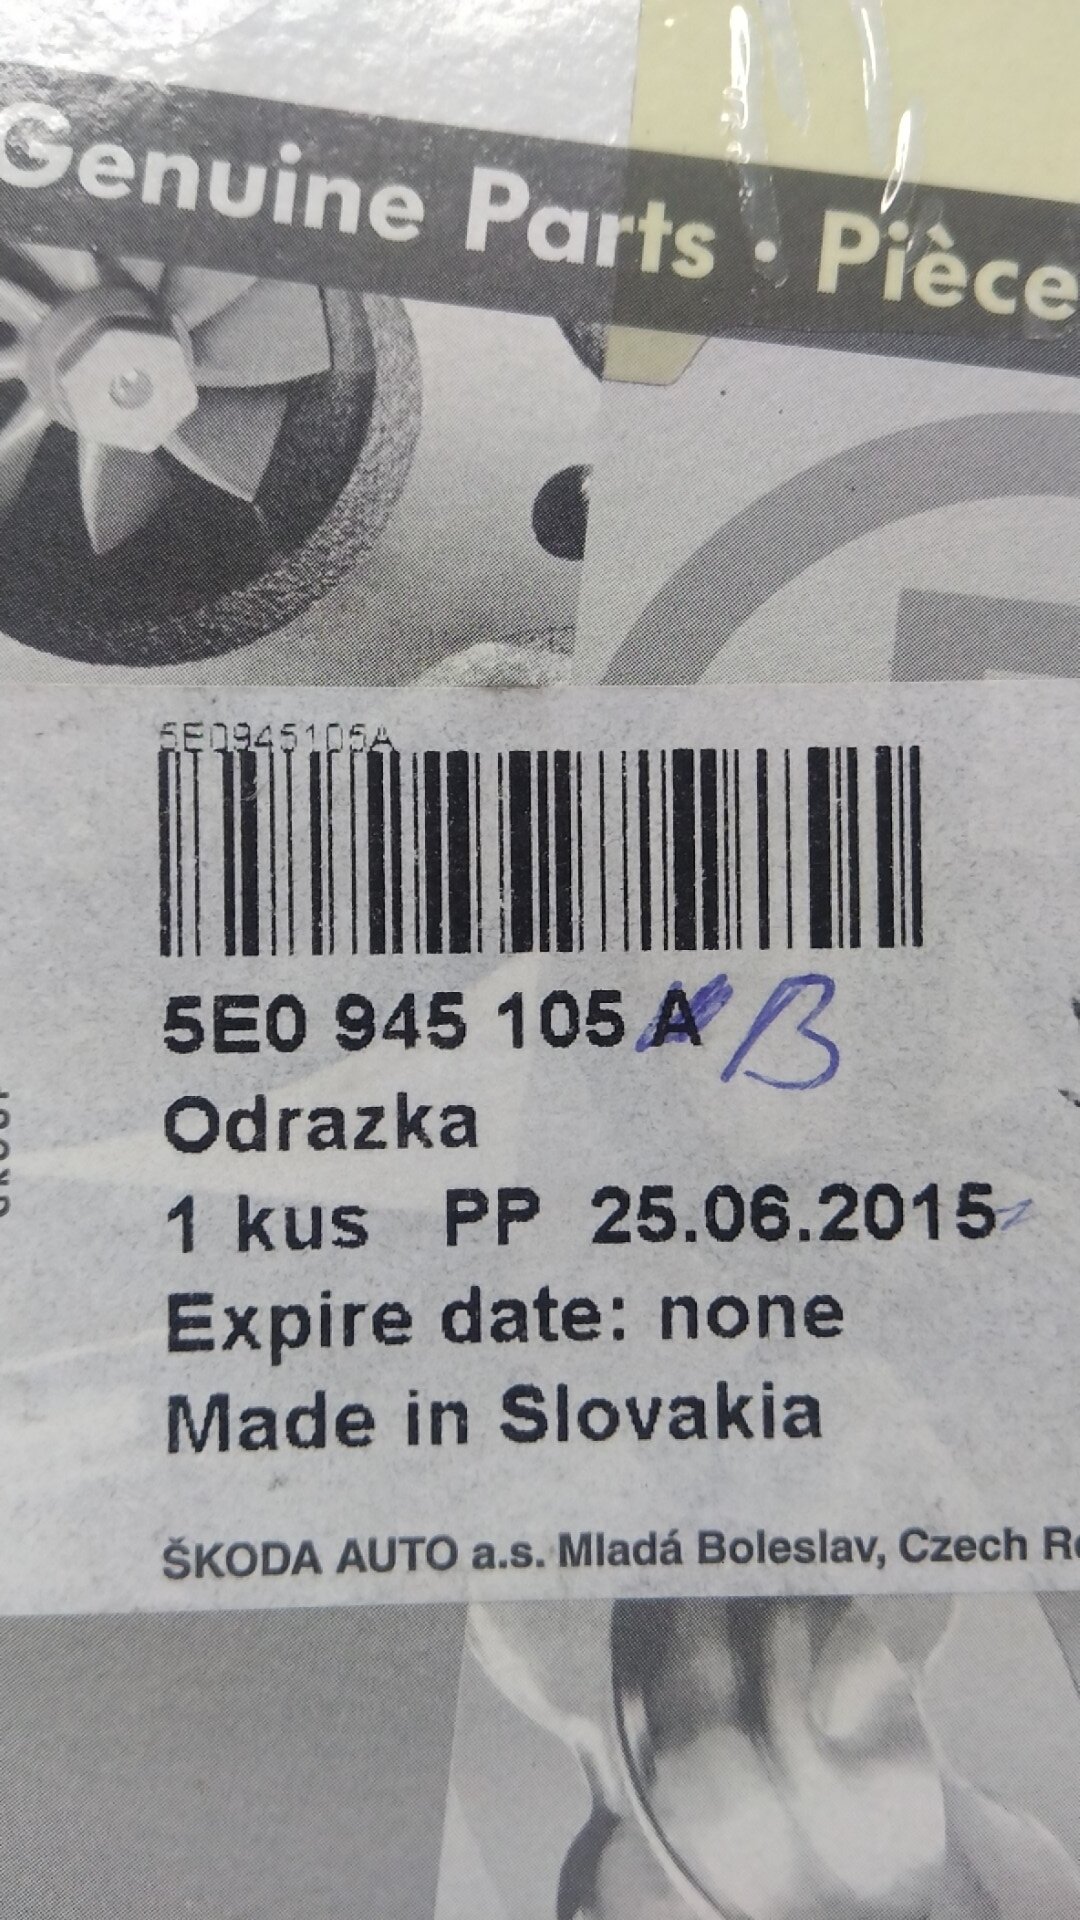 Genuine Parts · Pièce
5E0945105A
5E0 945 105 A B
Odrazka
1 kus PP 25.06.2015
Expire date: none
Made in Slovakia
ŠKODA AUTO a.s. Mladá Boleslav, Czech Re